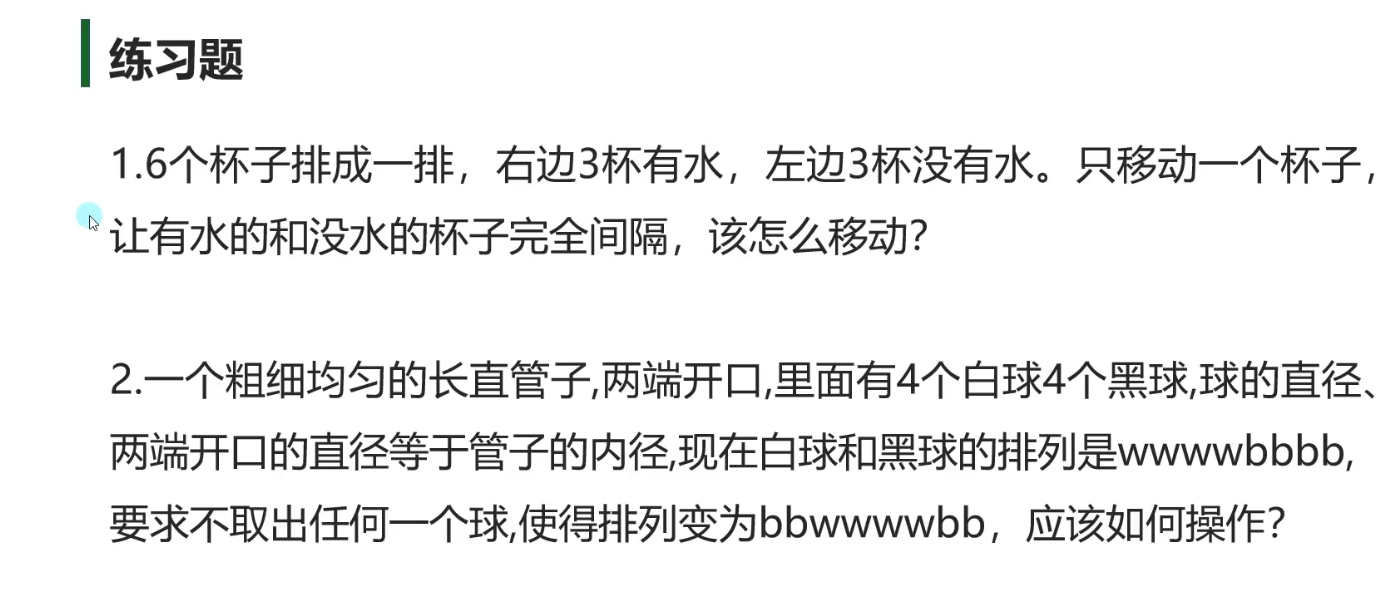 练习题
1.6个杯子排成一排，右边3杯有水，左边3杯没有水。只移动一个杯子，
让有水的和没水的杯子完全间隔，该怎么移动?
2.一个粗细均匀的长直管子,两端开口,里面有4个白球4个黑球,球的直径、
两端开口的直径等于管子的内径,现在白球和黑球的排列是wwwwbbbb,
要求不取出任何一个球,使得排列变为bbwwwwbb，应该如何操作?